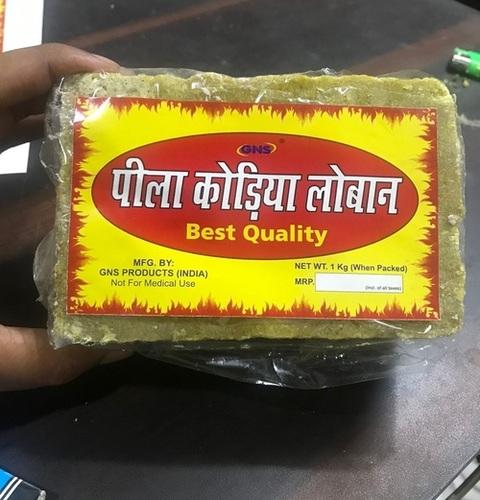 GNS®
पीला कोड़िया लोबान
Best Quality
MFG. BY:
GNS PRODUCTS (INDIA)
Not For Medical Use
NET WT. 1 Kg (When Packed)
MRP.
(Incl. of all taxes)